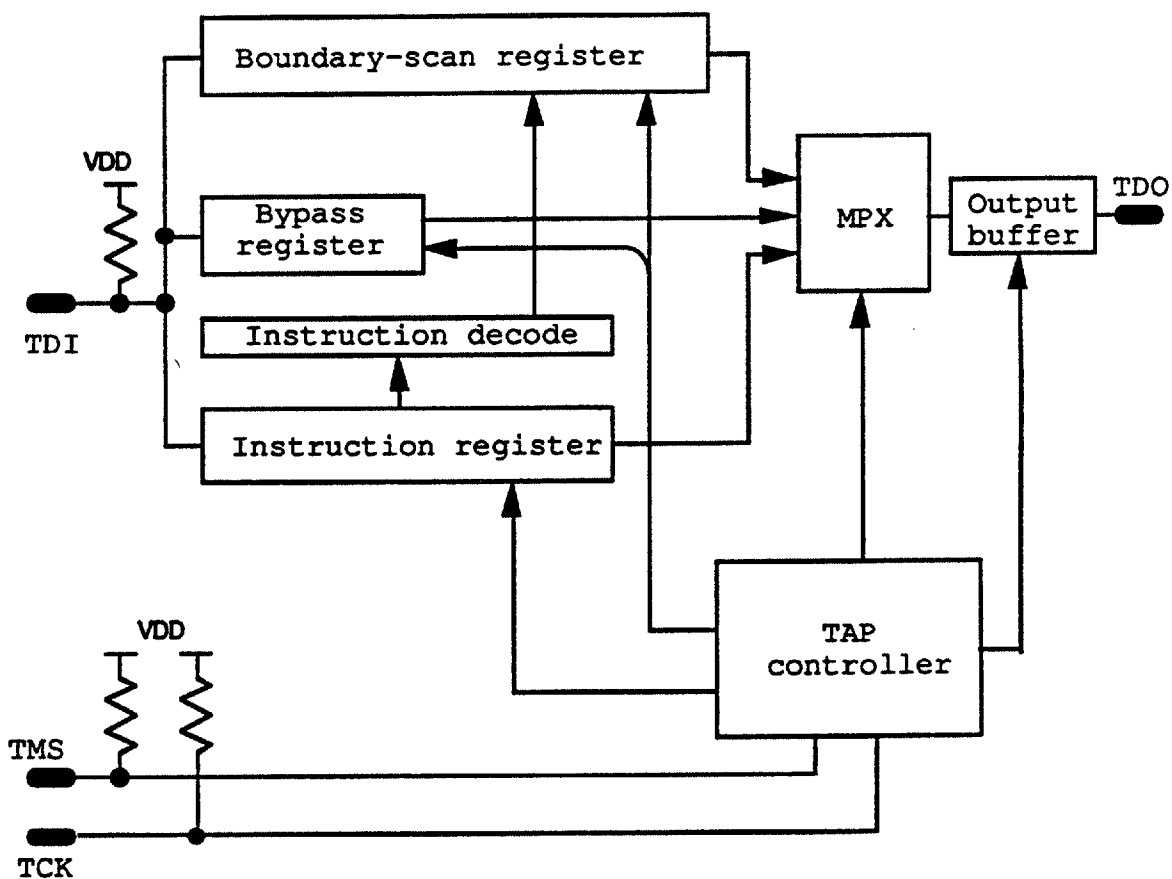 Boundary-scan register
VDD
Bypass
register
MPX
Output
buffer
TDO
TDI
Instruction decode
Instruction register
VDD
TAP
controller
TMS
TCK